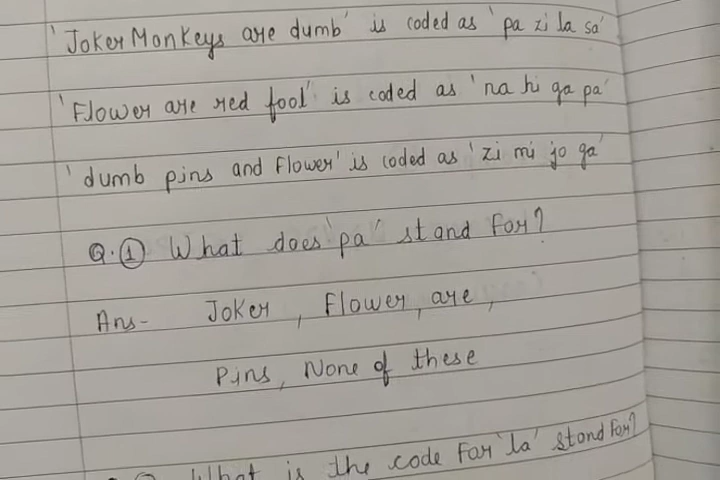 'Joker Monkeys are dumb' is coded as 'pa zi la sa'
'Flower are red fool' is coded as 'na hi ga pa'
'dumb pins and Flower' is coded as 'zi mi jo ga'
Q.① What does 'pa' stand for?
Ans- Joker, Flower, are,
Pins, None of these
What is the code For 'la' stand for?